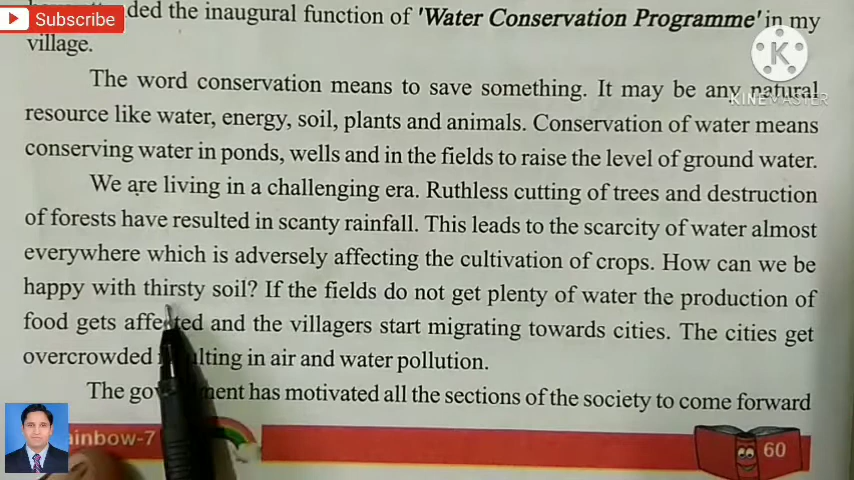 Subscribe
ded the inaugural function of 'Water Conservation Programme' in my
village.
KINEMASTER
The word conservation means to save something. It may be any natural
resource like water, energy, soil, plants and animals. Conservation of water means
conserving water in ponds, wells and in the fields to raise the level of ground water.
We are living in a challenging era. Ruthless cutting of trees and destruction
of forests have resulted in scanty rainfall. This leads to the scarcity of water almost
everywhere which is adversely affecting the cultivation of crops. How can we be
happy with thirsty soil? If the fields do not get plenty of water the production of
food gets affected and the villagers start migrating towards cities. The cities get
overcrowded in air and water pollution.
The has motivated all the sections of the society to come forward
ainbow-7
60